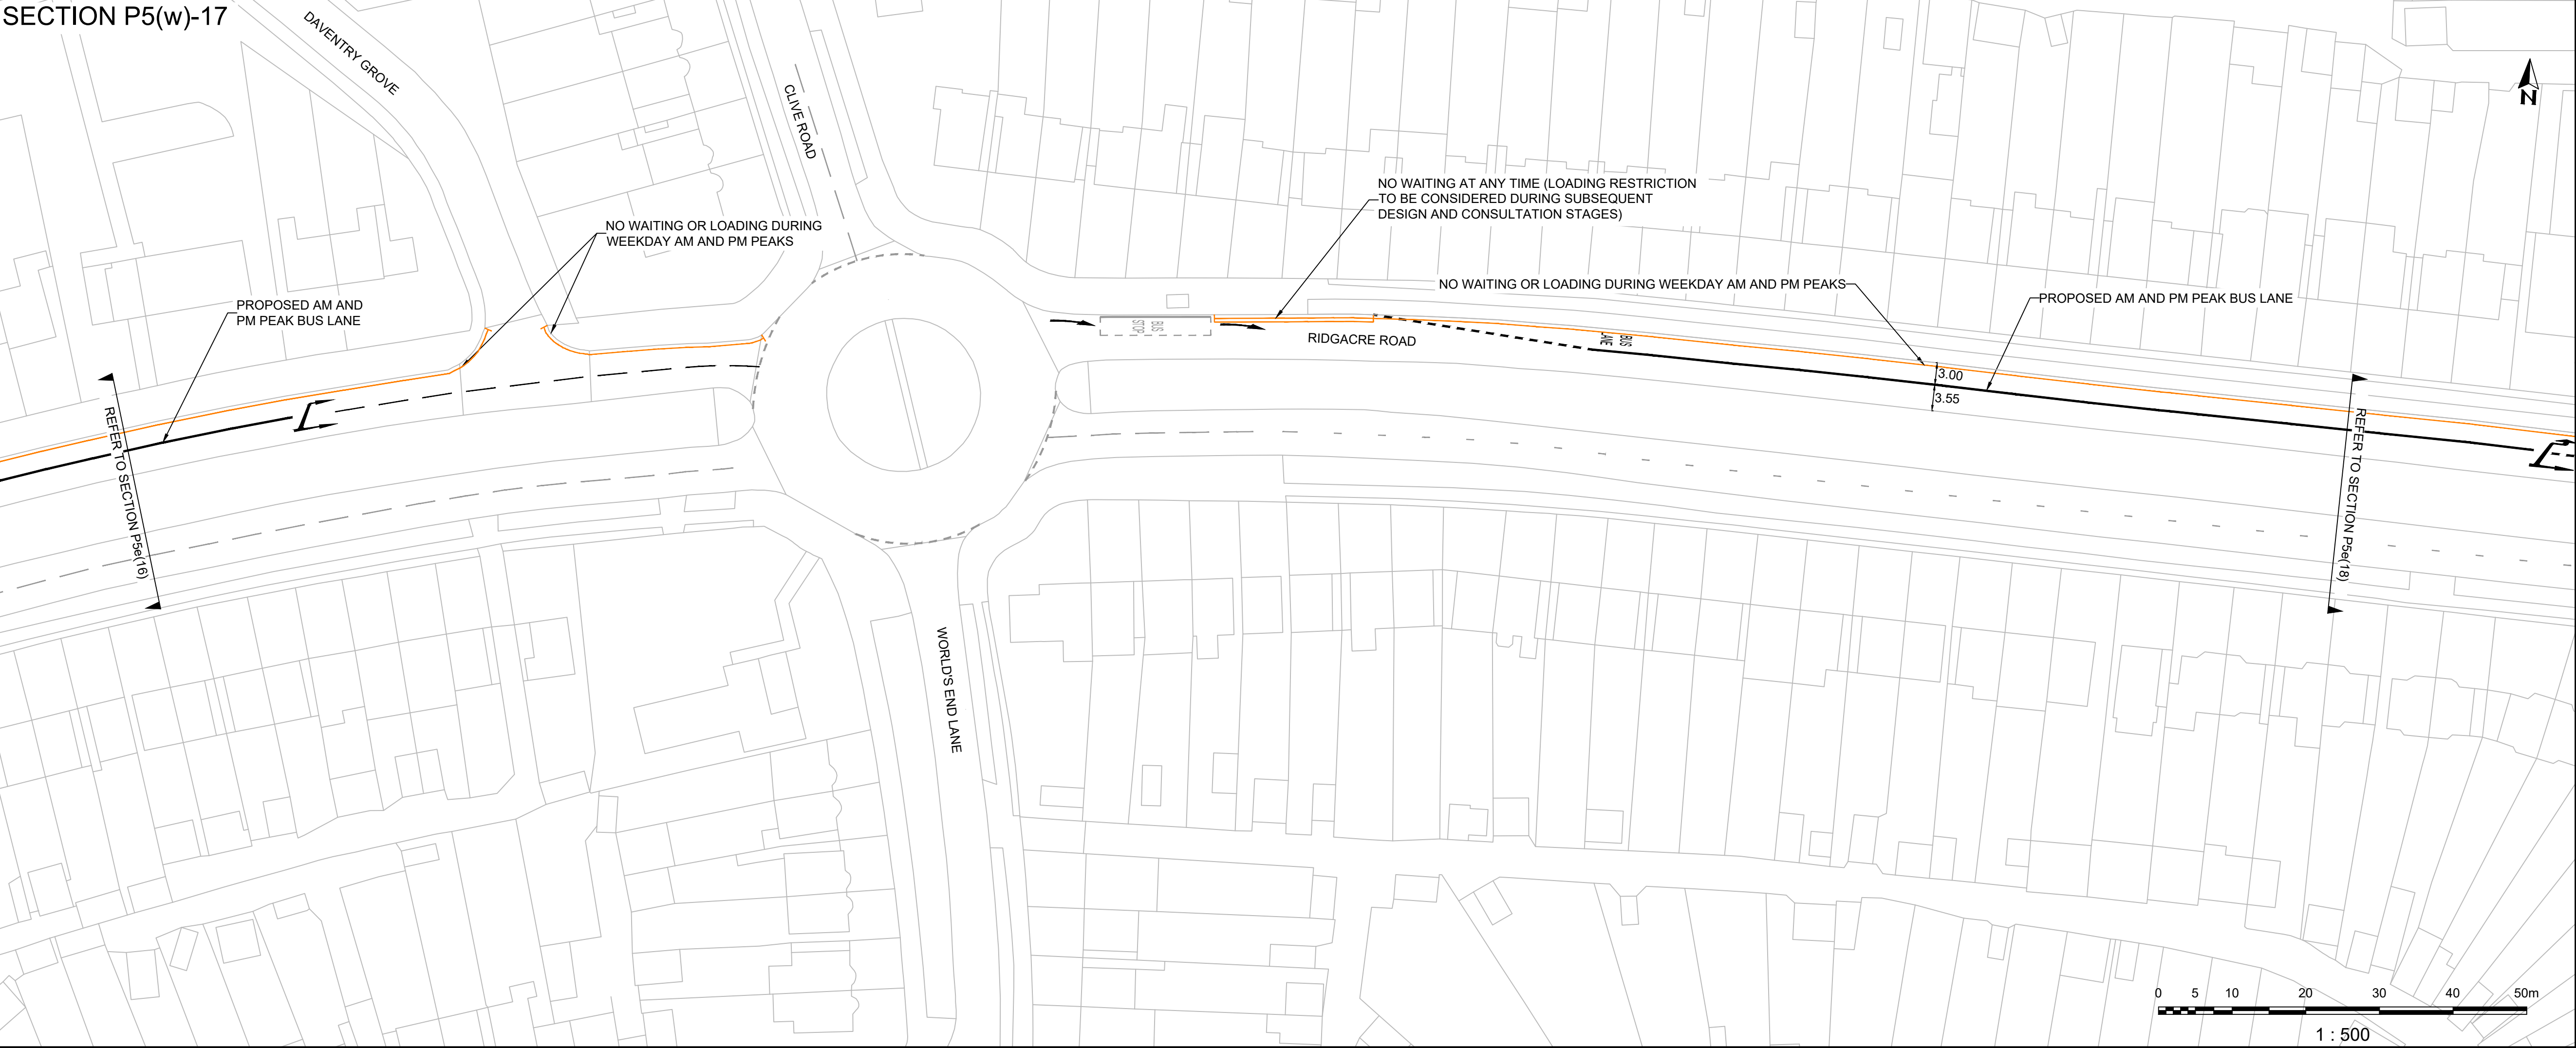 SECTION P5(w)-17
DAVENTRY GROVE
CLIVE ROAD
N
NO WAITING AT ANY TIME (LOADING RESTRICTION
TO BE CONSIDERED DURING SUBSEQUENT
DESIGN AND CONSULTATION STAGES)
NO WAITING OR LOADING DURING
WEEKDAY AM AND PM PEAKS
NO WAITING OR LOADING DURING WEEKDAY AM AND PM PEAKS
PROPOSED AM AND
PM PEAK BUS LANE
PROPOSED AM AND PM PEAK BUS LANE
BUS
STOP
RIDGACRE ROAD
BUS
3.00
3.55
REFER TO SECTION P5e(16)
REFER TO SECTION P5e(18)
WORLD'S END LANE
0 5 10 20 30 40 50m
1 : 500